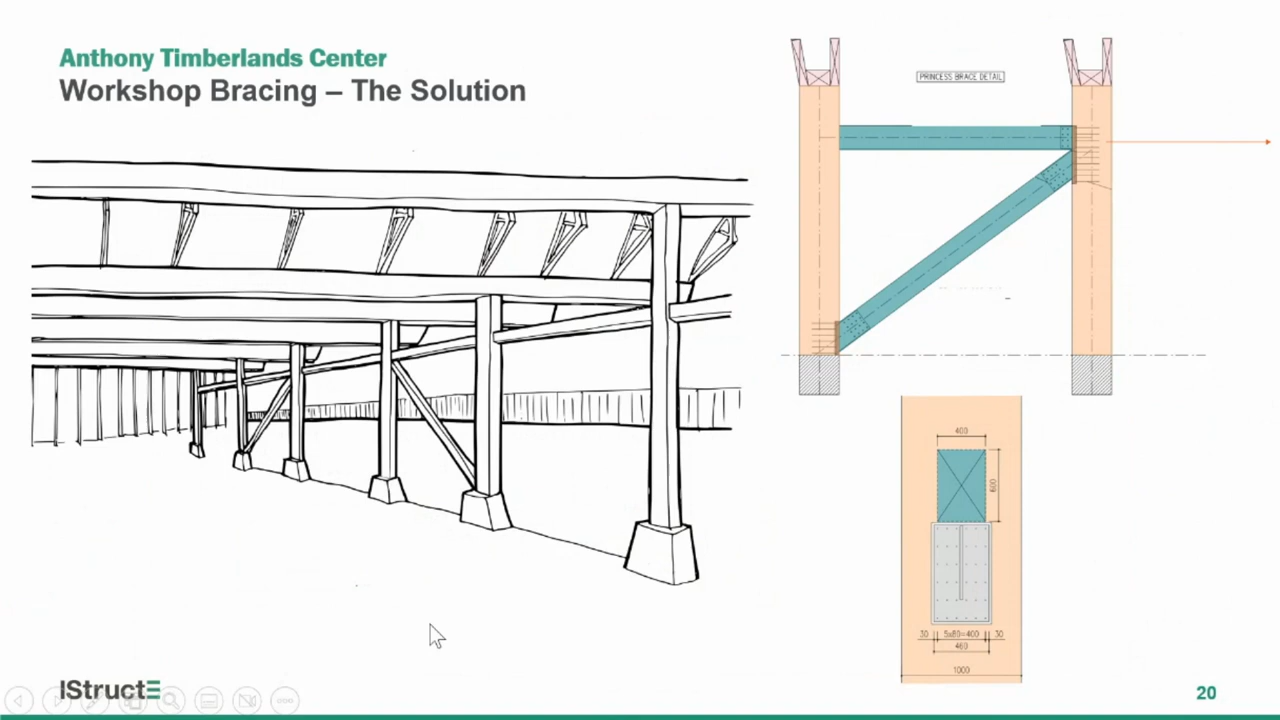 Anthony Timberlands Center
Workshop Bracing – The Solution
PRINCESS BRACE DETAIL
400
600
30 5x80=400 30
460
1000
IStructE
20